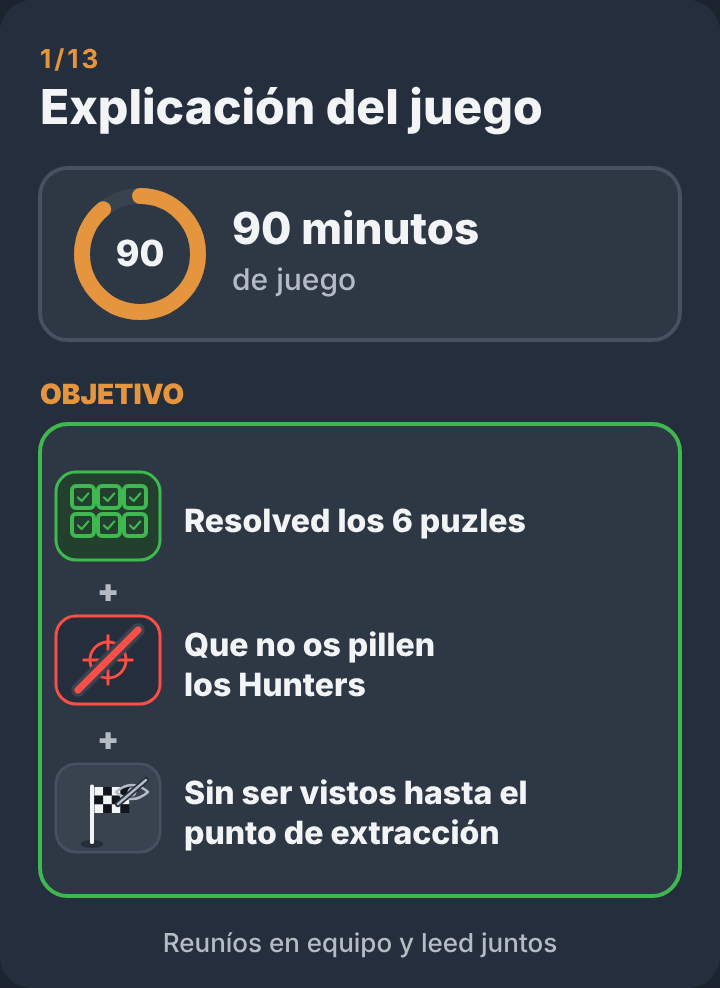 1/13
Explicación del juego
90
90 minutos
de juego
OBJETIVO
Resolved los 6 puzles
+
Que no os pillen
los Hunters
+
Sin ser vistos hasta el
punto de extracción
Reuníos en equipo y leed juntos